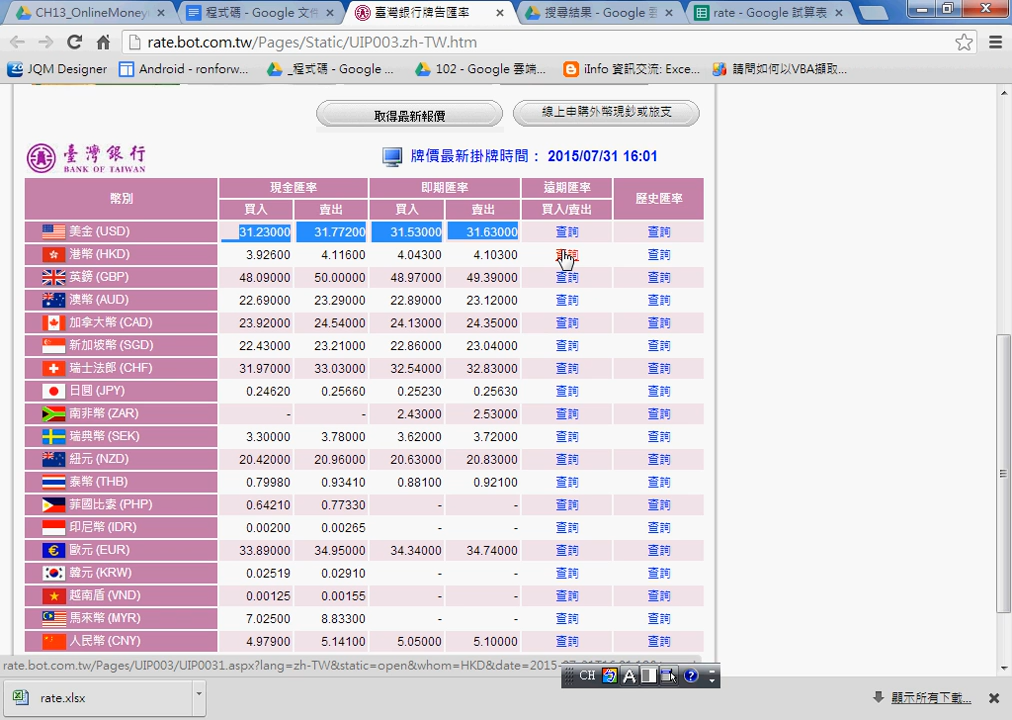 CH13_OnlineMoney
程式碼 - Google 文件
臺灣銀行牌告匯率
搜尋結果 - Google 雲
rate - Google 試算表
rate.bot.com.tw/Pages/Static/UIP003.zh-TW.htm
JQM Designer
Android - ronforw...
_程式碼 - Google ...
102 - Google 雲端...
iInfo 資訊交流: Exce...
請問如何以VBA擷取...
取得最新報價
線上申購外幣現鈔或旅支
臺灣銀行
BANK OF TAIWAN
牌價最新掛牌時間： 2015/07/31 16:01
幣別 現金匯率 即期匯率 遠期匯率 歷史匯率
買入 賣出 買入 賣出 買入/賣出
美金 (USD) 31.23000 31.77200 31.53000 31.63000 查詢 查詢
港幣 (HKD) 3.92600 4.11600 4.04300 4.10300 查詢 查詢
英鎊 (GBP) 48.09000 50.00000 48.97000 49.39000 查詢 查詢
澳幣 (AUD) 22.69000 23.29000 22.89000 23.12000 查詢 查詢
加拿大幣 (CAD) 23.92000 24.54000 24.13000 24.35000 查詢 查詢
新加坡幣 (SGD) 22.43000 23.21000 22.86000 23.04000 查詢 查詢
瑞士法郎 (CHF) 31.97000 33.03000 32.54000 32.83000 查詢 查詢
日圓 (JPY) 0.24620 0.25660 0.25230 0.25630 查詢 查詢
南非幣 (ZAR) - - 2.43000 2.53000 查詢 查詢
瑞典幣 (SEK) 3.30000 3.78000 3.62000 3.72000 查詢 查詢
紐元 (NZD) 20.42000 20.96000 20.63000 20.83000 查詢 查詢
泰幣 (THB) 0.79980 0.93410 0.88100 0.92100 查詢 查詢
菲國比索 (PHP) 0.64210 0.77330 - - 查詢 查詢
印尼幣 (IDR) 0.00200 0.00265 - - 查詢 查詢
歐元 (EUR) 33.89000 34.95000 34.34000 34.74000 查詢 查詢
韓元 (KRW) 0.02519 0.02910 - - 查詢 查詢
越南盾 (VND) 0.00125 0.00155 - - 查詢 查詢
馬來幣 (MYR) 7.02500 8.83300 - - 查詢 查詢
人民幣 (CNY) 4.97900 5.14100 5.05000 5.10000 查詢 查詢
rate.bot.com.tw/Pages/UIP003/UIP0031.aspx?lang=zh-TW&static=open&whom=HKD&date=2015-
CH
rate.xlsx
顯示所有下載...